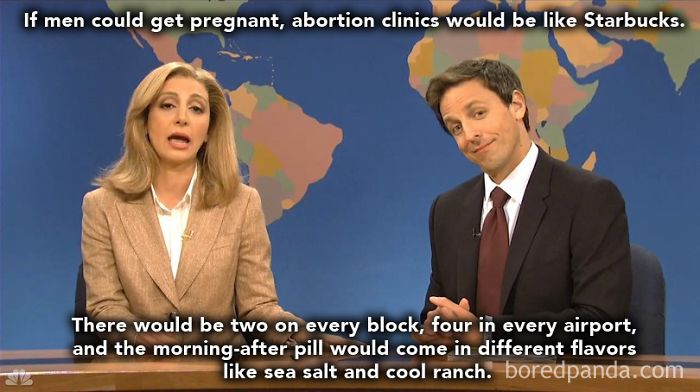 If men could get pregnant, abortion clinics would be like Starbucks.
There would be two on every block, four in every airport,
and the morning-after pill would come in different flavors
like sea salt and cool ranch.
boredpanda.com